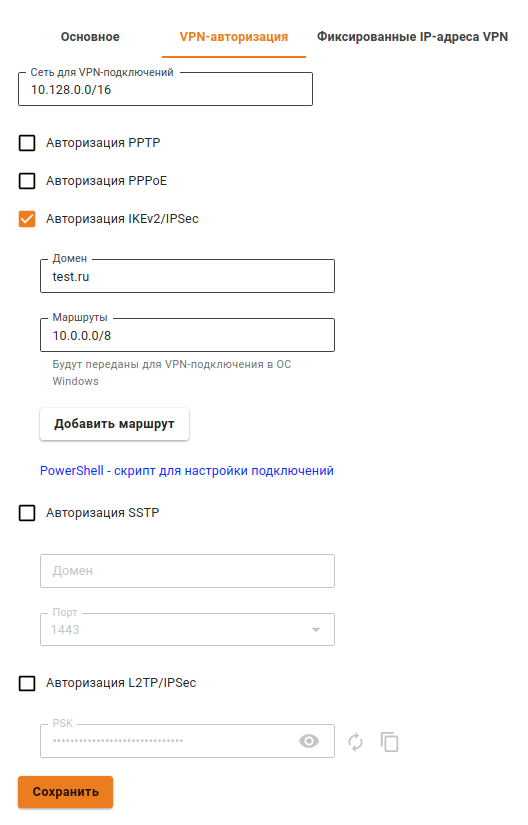 Основное VPN-авторизация Фиксированные IP-адреса VPN
Сеть для VPN-подключений
10.128.0.0/16
Авторизация PPTP
Авторизация PPPoE
Авторизация IKEv2/IPSec
Домен
test.ru
Маршруты
10.0.0.0/8
Будут переданы для VPN-подключения в ОС
Windows
Добавить маршрут
PowerShell - скрипт для настройки подключений
Авторизация SSTP
Домен
Порт
1443
Авторизация L2TP/IPSec
PSK
Сохранить